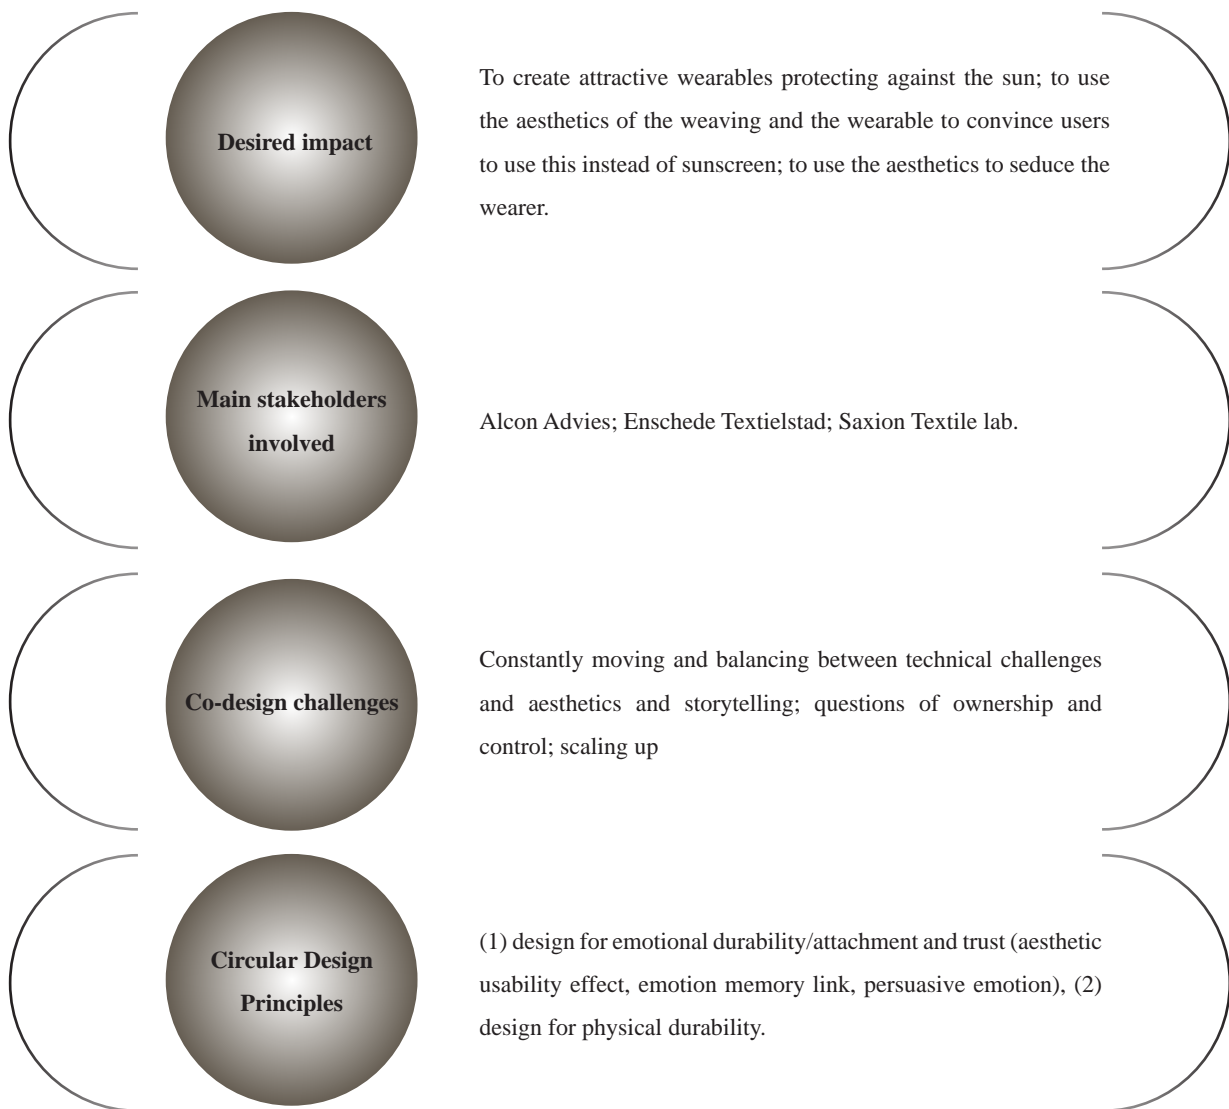 Desired impact
To create attractive wearables protecting against the sun; to use
the aesthetics of the weaving and the wearable to convince users
to use this instead of sunscreen; to use the aesthetics to seduce the
wearer.
Main stakeholders
involved
Alcon Advies; Enschede Textielstad; Saxion Textile lab.
Co-design challenges
Constantly moving and balancing between technical challenges
and aesthetics and storytelling; questions of ownership and
control; scaling up
Circular Design
Principles
(1) design for emotional durability/attachment and trust (aesthetic
usability effect, emotion memory link, persuasive emotion), (2)
design for physical durability.